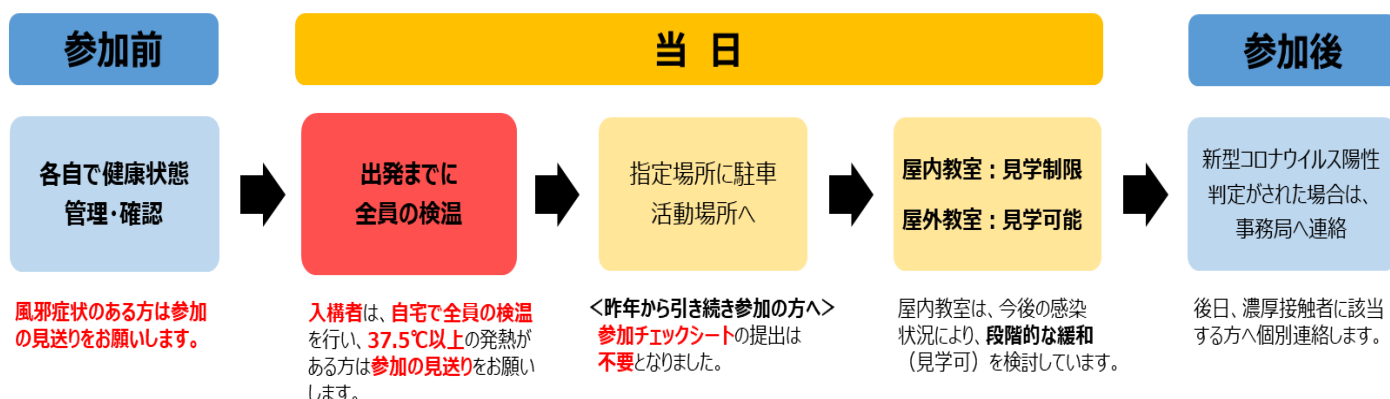 参加前
当 日
参加後
各自で健康状態
管理・確認
出発までに
全員の検温
指定場所に駐車
活動場所へ
屋内教室：見学制限
屋外教室：見学可能
新型コロナウイルス陽性
判定がされた場合は、
事務局へ連絡
風邪症状のある方は参加
の見送りをお願いします。
入構者は、自宅で全員の検温
を行い、37.5℃以上の発熱が
ある方は参加の見送りをお願い
します。
＜昨年から引き続き参加の方へ＞
参加チェックシートの提出は
不要となりました。
屋内教室は、今後の感染
状況により、段階的な緩和
（見学可）を検討しています。
後日、濃厚接触者に該当
する方へ個別連絡します。